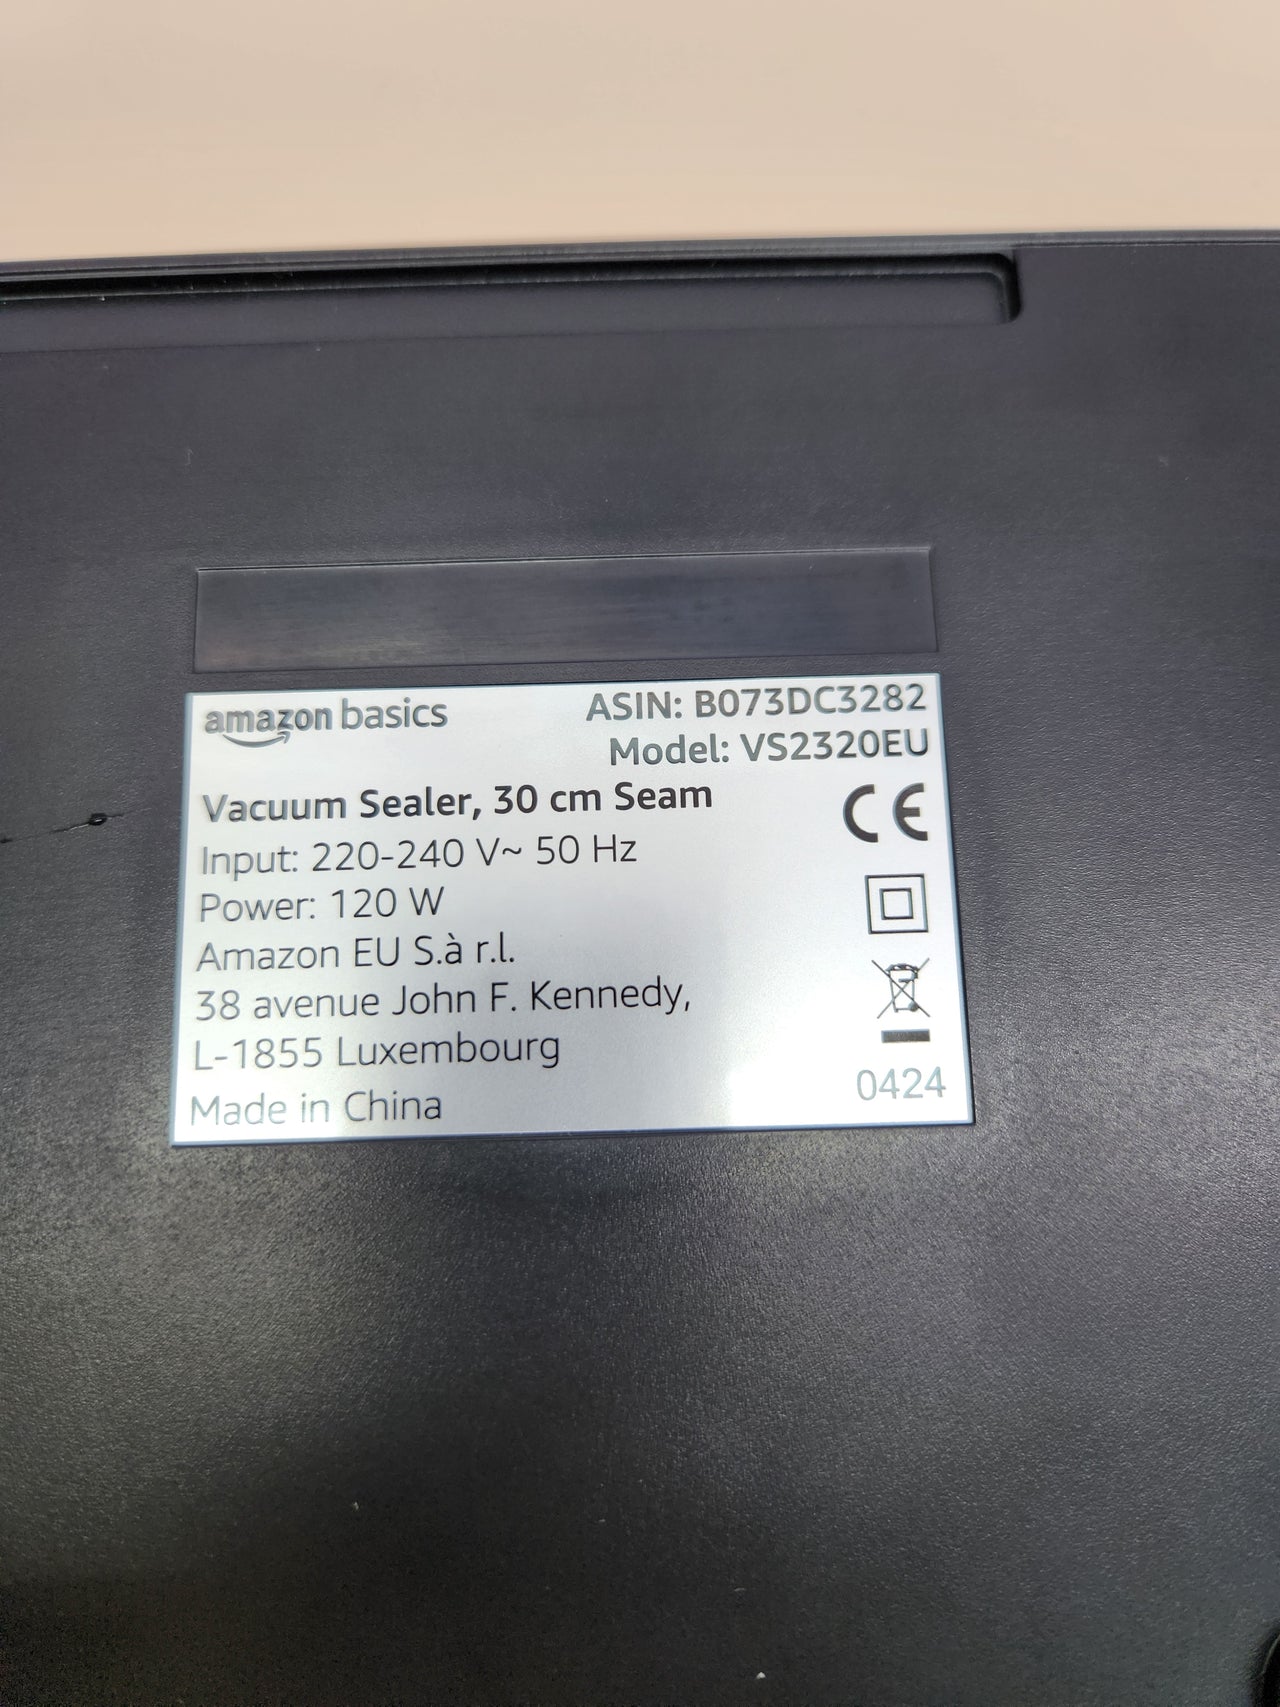 amazon basics
ASIN: B073DC3282
Model: VS2320EU
Vacuum Sealer, 30 cm Seam
Input: 220-240 V~ 50 Hz
Power: 120 W
Amazon EU S.à r.l.
38 avenue John F. Kennedy,
L-1855 Luxembourg
Made in China
CE
0424